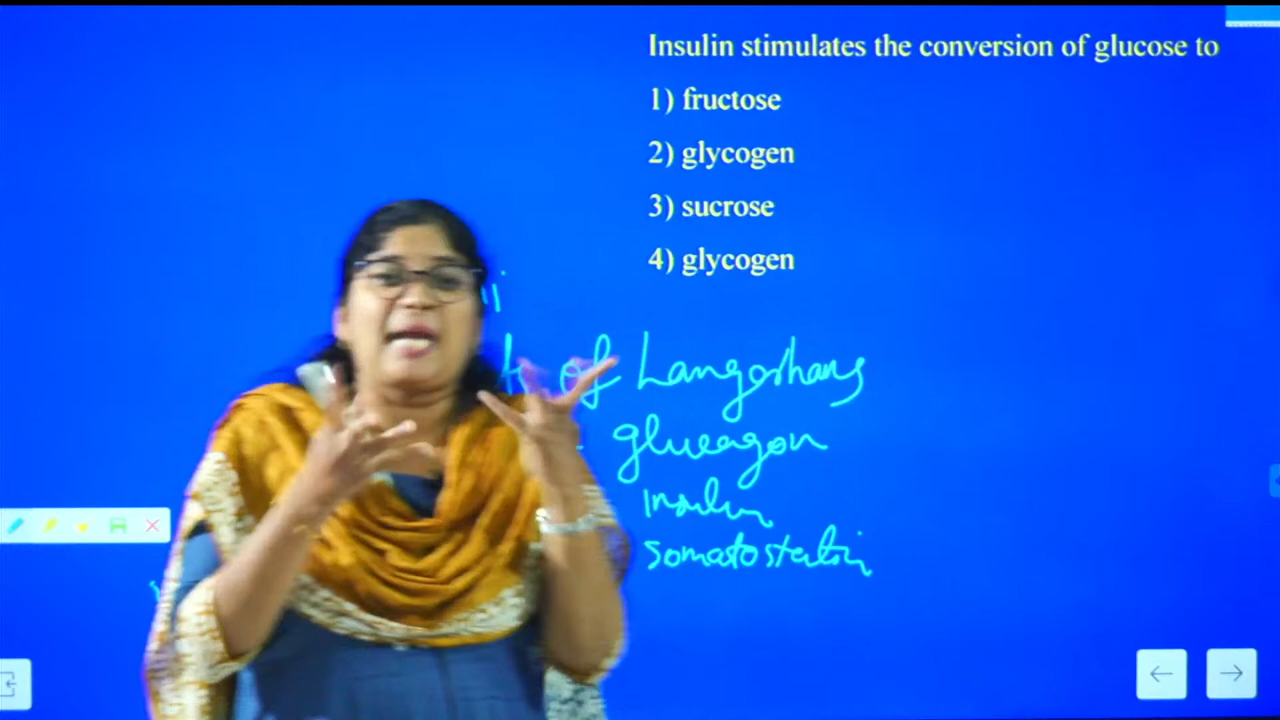 Insulin stimulates the conversion of glucose to
1) fructose
2) glycogen
3) sucrose
4) glycogen
of Langerhans
glucagon
insulin
somatostatin